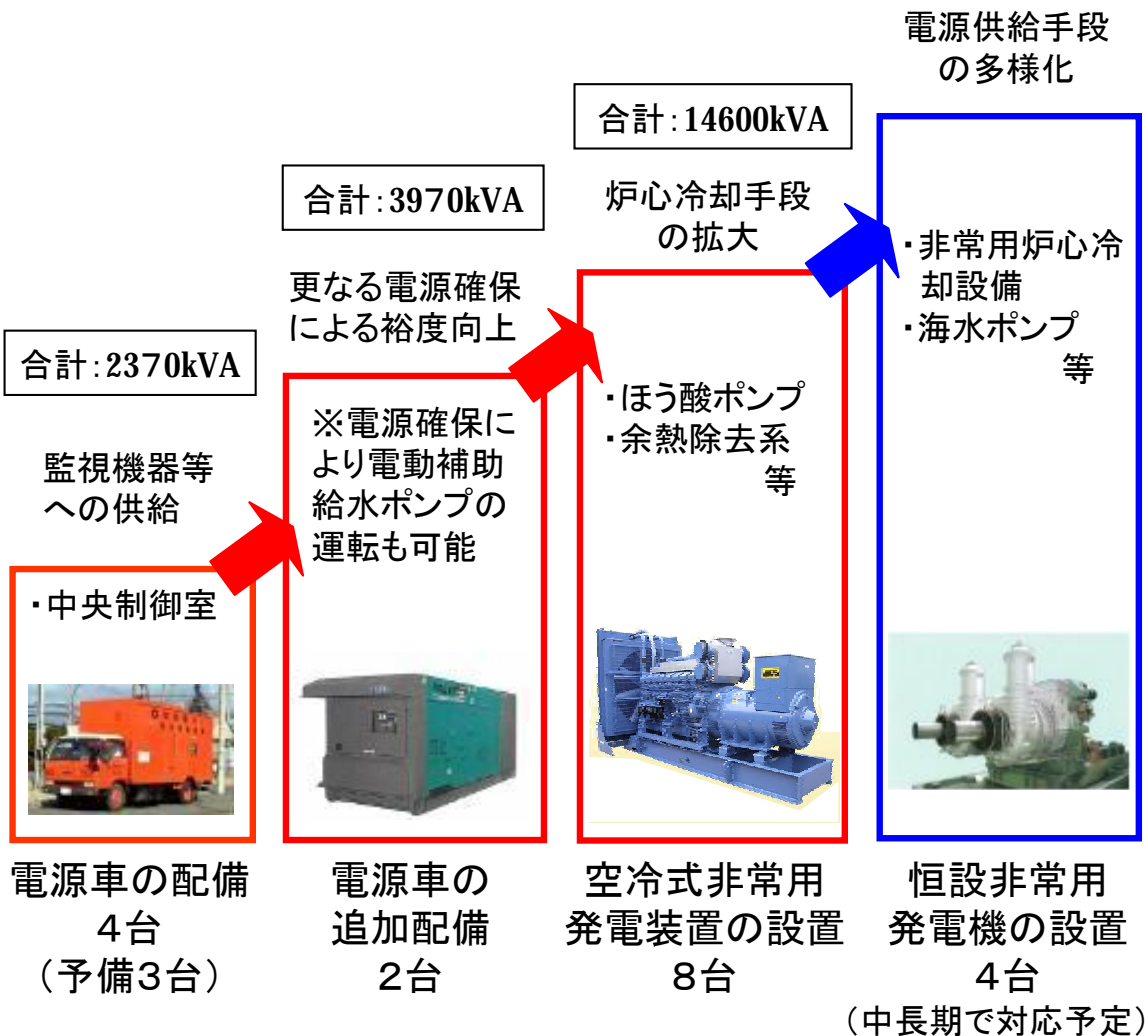 合計：2370kVA
監視機器等
への供給
・中央制御室
電源車の配備
４台
（予備３台）
合計：3970kVA
更なる電源確保
による裕度向上
※電源確保に
より電動補助
給水ポンプの
運転も可能
電源車の
追加配備
２台
合計：14600kVA
炉心冷却手段
の拡大
・ほう酸ポンプ
・余熱除去系
等
空冷式非常用
発電装置の設置
８台
電源供給手段
の多様化
・非常用炉心冷
却設備
・海水ポンプ
等
恒設非常用
発電機の設置
４台
（中長期で対応予定）